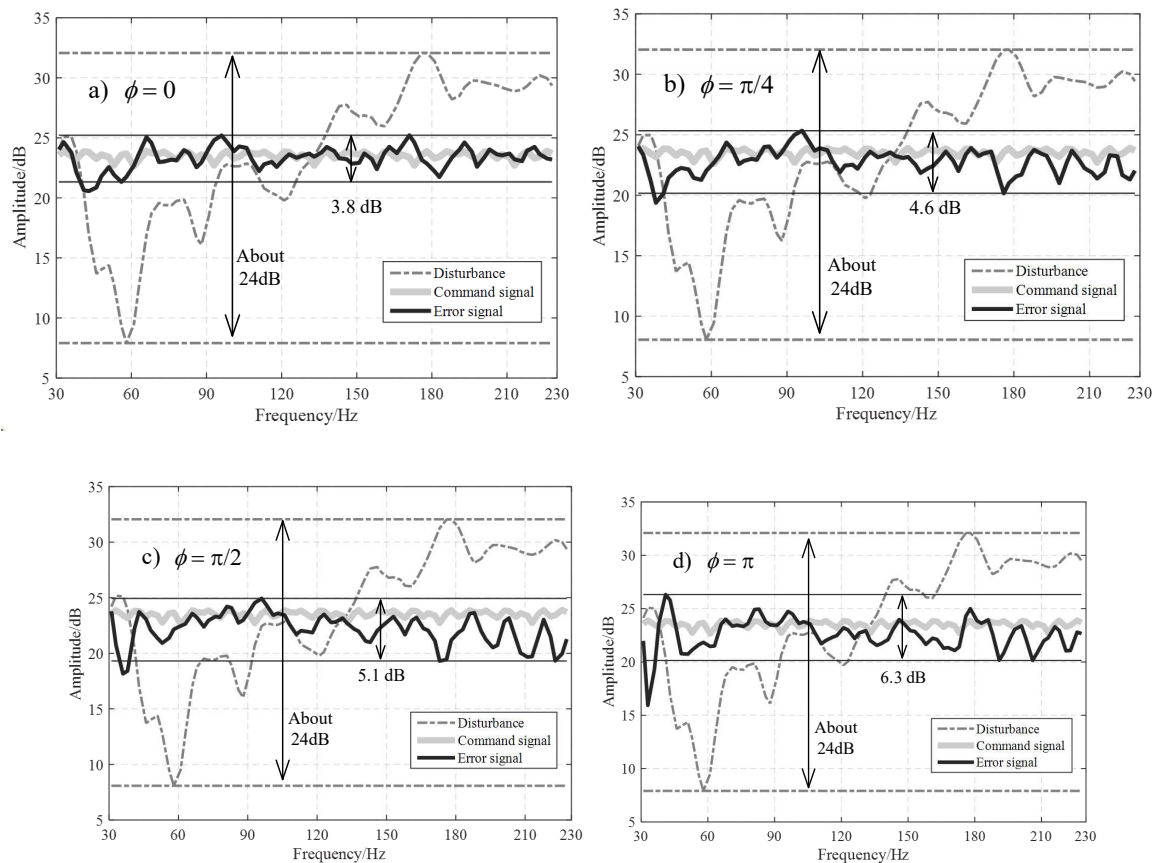 35
30
25
20
15
10
5
Amplitude/dB
a) ϕ = 0
3.8 dB
About
24dB
Disturbance
Command signal
Error signal
30 60 90 120 150 180 210 230
Frequency/Hz
35
30
25
20
15
10
5
Amplitude/dB
b) ϕ = π/4
4.6 dB
About
24dB
Disturbance
Command signal
Error signal
30 60 90 120 150 180 210 230
Frequency/Hz
35
30
25
20
15
10
5
Amplitude/dB
c) ϕ = π/2
5.1 dB
About
24dB
Disturbance
Command signal
Error signal
30 60 90 120 150 180 210 230
Frequency/Hz
35
30
25
20
15
10
5
Amplitude/dB
d) ϕ = π
6.3 dB
About
24dB
Disturbance
Command signal
Error signal
30 60 90 120 150 180 210 230
Frequency/Hz